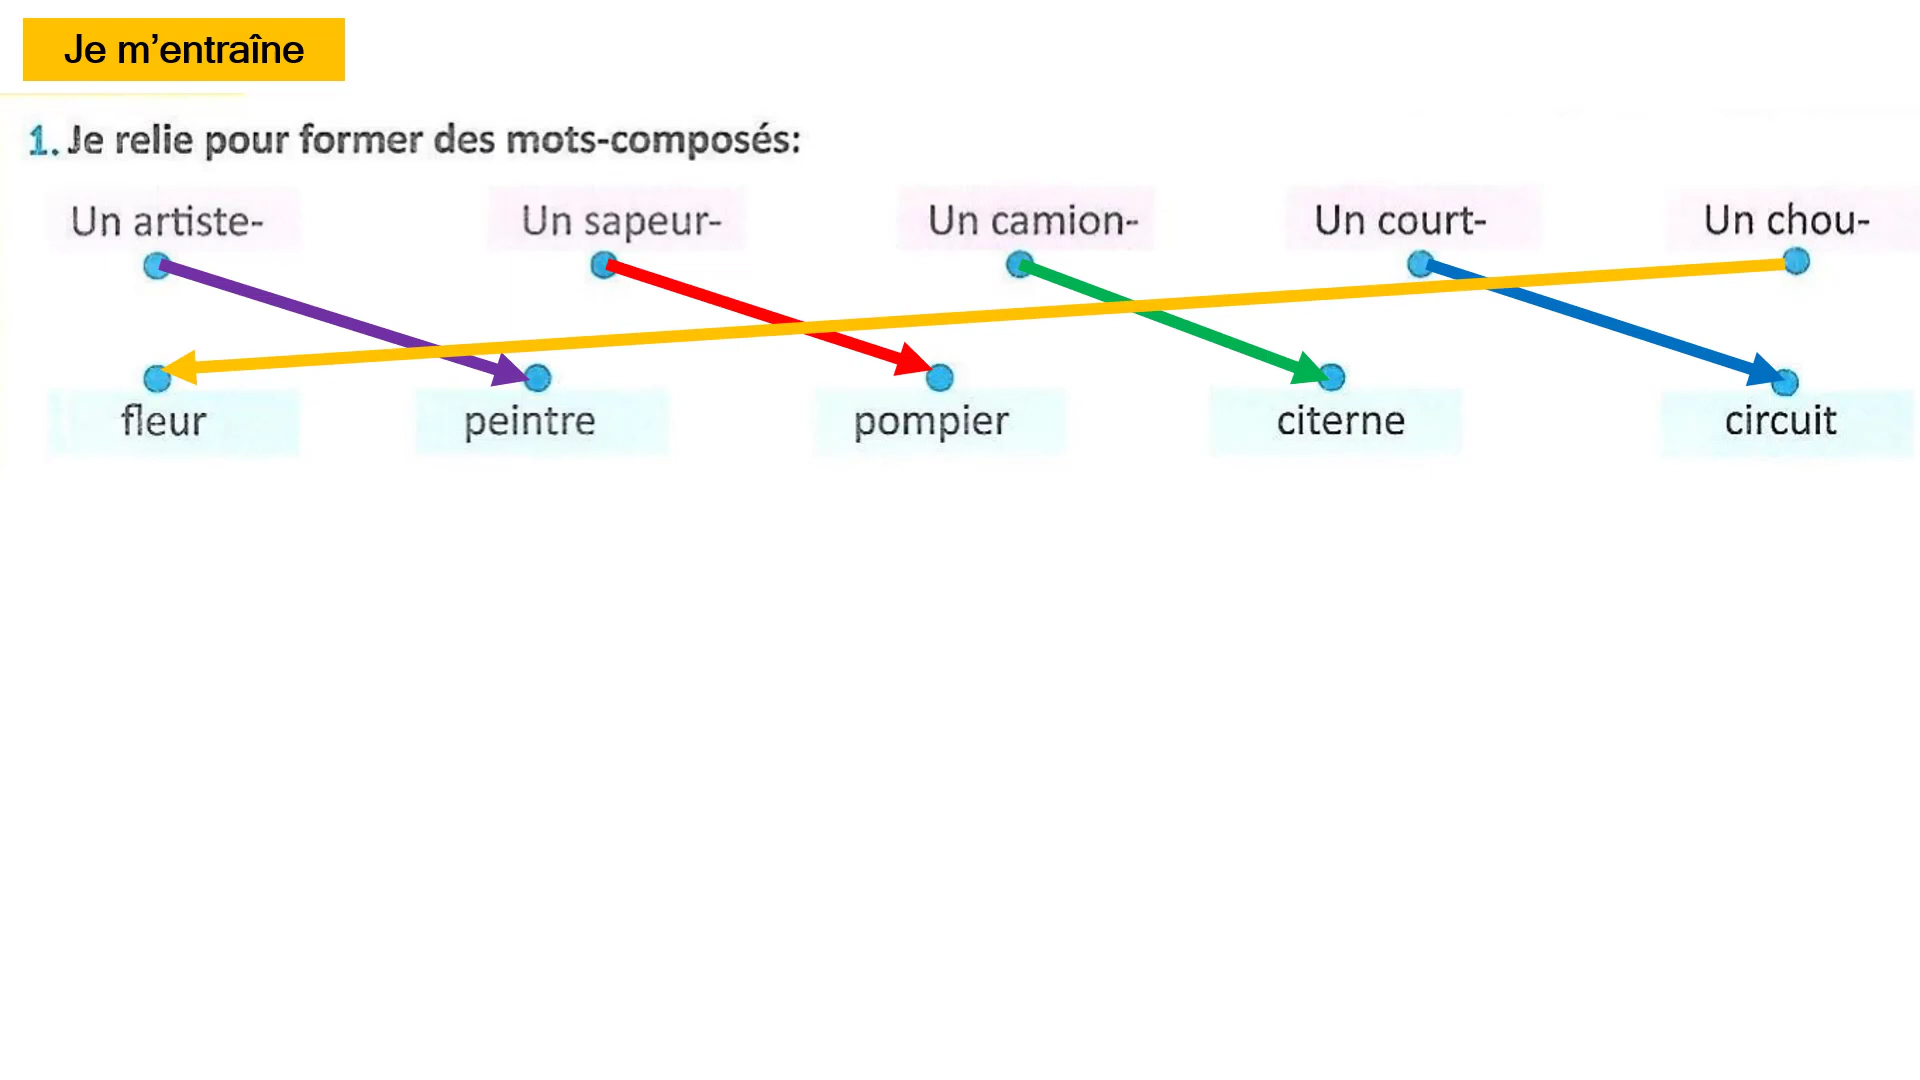 Je m’entraîne
1. Je relie pour former des mots-composés:
Un artiste- Un sapeur- Un camion- Un court- Un chou-
fleur peintre pompier citerne circuit